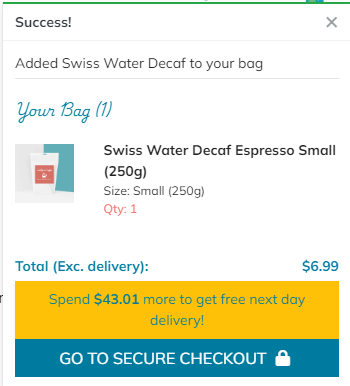 Success!
×
Added Swiss Water Decaf to your bag
Your Bag (1)
Swiss Water Decaf Espresso Small
(250g)
Size: Small (250g)
Qty: 1
Total (Exc. delivery): $6.99
Spend $43.01 more to get free next day
delivery!
GO TO SECURE CHECKOUT